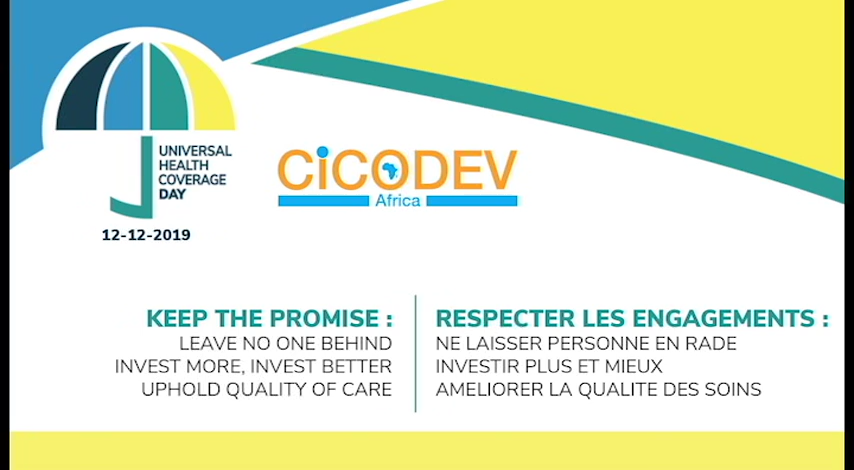 UNIVERSAL
HEALTH
COVERAGE
DAY
12-12-2019
CiCODEV
Africa
KEEP THE PROMISE :
LEAVE NO ONE BEHIND
INVEST MORE, INVEST BETTER
UPHOLD QUALITY OF CARE
RESPECTER LES ENGAGEMENTS :
NE LAISSER PERSONNE EN RADE
INVESTIR PLUS ET MIEUX
AMELIORER LA QUALITE DES SOINS